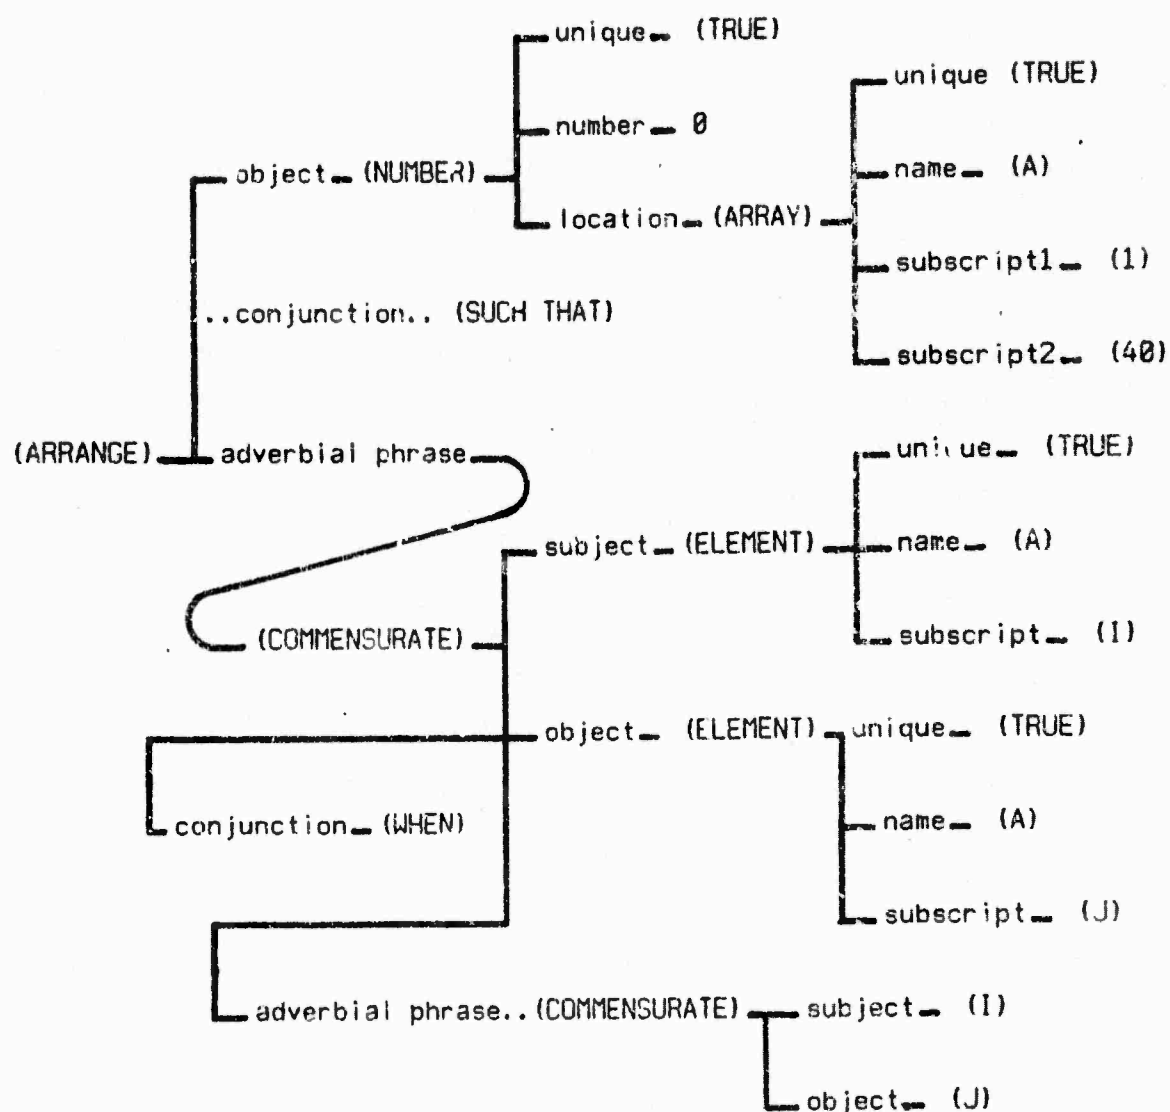 unique (TRUE)
unique (TRUE)
number 0
name (A)
object (NUMBER)
location (ARRAY)
subscript1 (1)
..conjunction.. (SUCH THAT)
subscript2 (40)
(ARRANGE) adverbial phrase
unique (TRUE)
subject (ELEMENT) name (A)
(COMMENSURATE)
subscript (I)
object (ELEMENT) unique (TRUE)
conjunction (WHEN)
name (A)
subscript (J)
adverbial phrase..(COMMENSURATE) subject (I)
object (J)